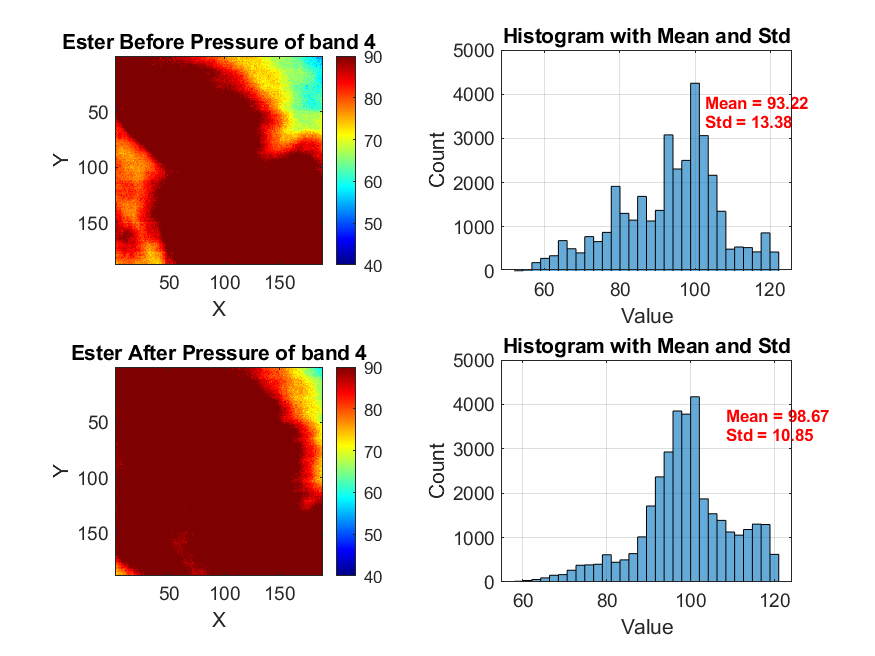 Ester Before Pressure of band 4
50
100
150
Y
50 100 150
X
90
80
70
60
50
40
Histogram with Mean and Std
5000
4000
3000
2000
1000
0
Count
Mean = 93.22
Std = 13.38
60 80 100 120
Value
Ester After Pressure of band 4
50
100
150
Y
50 100 150
X
90
80
70
60
50
40
Histogram with Mean and Std
5000
4000
3000
2000
1000
0
Count
Mean = 98.67
Std = 10.85
60 80 100 120
Value